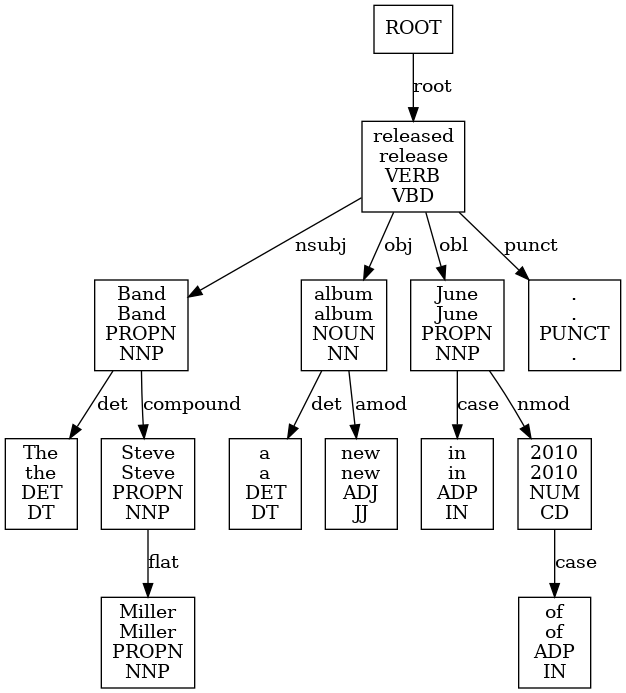 ROOT
root
released
release
VERB
VBD
nsubj
obj
obl
punct
Band
Band
PROPN
NNP
album
album
NOUN
NN
June
June
PROPN
NNP
.
.
PUNCT
.
det
compound
det
amod
case
nmod
The
the
DET
DT
Steve
Steve
PROPN
NNP
a
a
DET
DT
new
new
ADJ
JJ
in
in
ADP
IN
2010
2010
NUM
CD
flat
case
Miller
Miller
PROPN
NNP
of
of
ADP
IN